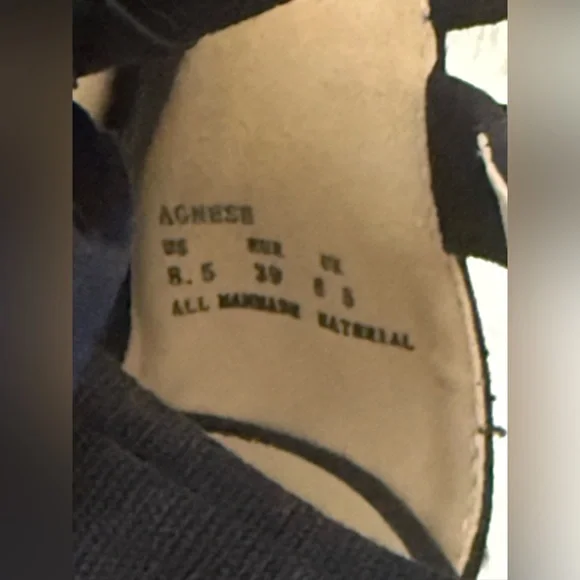 AGNESE
US EUR UK
8.5 39 6 5
ALL MANMADE MATERIAL